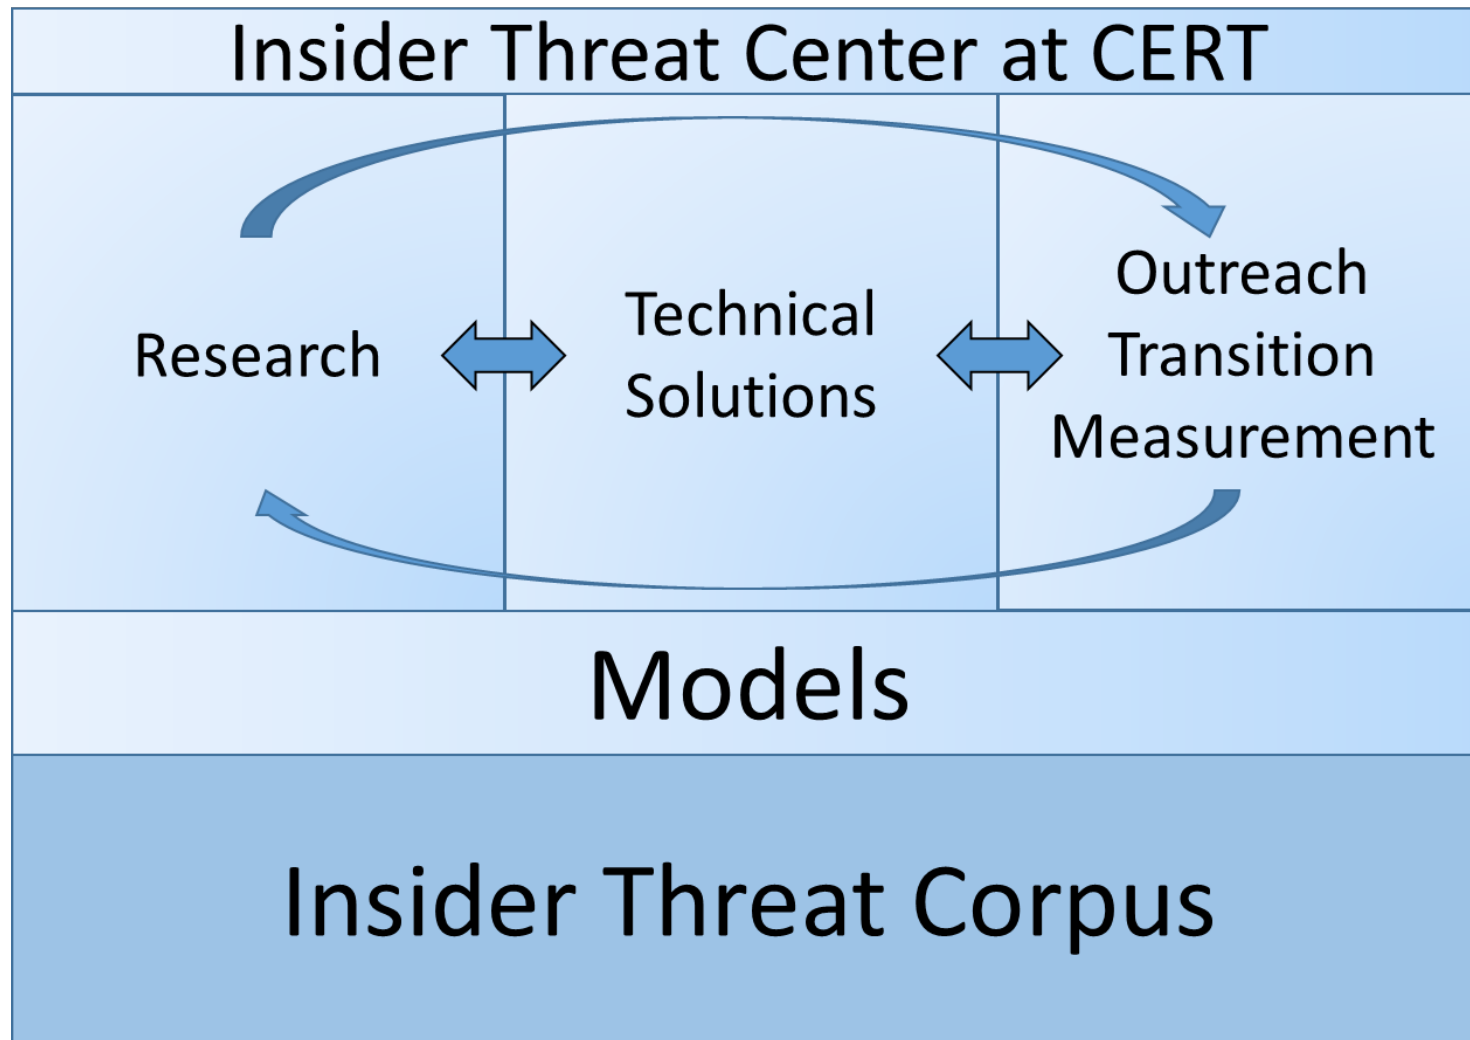 Insider Threat Center at CERT
Research
Technical
Solutions
Outreach
Transition
Measurement
Models
Insider Threat Corpus